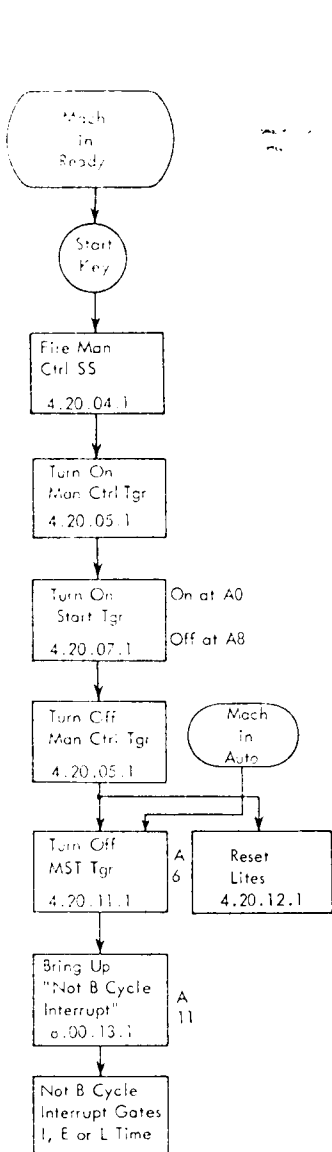 Mach
in
Ready
Start
Key
Fire Man
Ctrl SS
4.20.04.1
Turn On
Man Ctrl Tgr
4.20.05.1
Turn On
Start Tgr
4.20.07.1
On at A0
Off at A8
Turn Off
Man Ctrl Tgr
4.20.05.1
Mach
in
Auto
Turn Off
MST Tgr
4.20.11.1
A
6
Reset
Lites
4.20.12.1
Bring Up
"Not B Cycle
Interrupt"
.00.13.1
A
11
Not B Cycle
Interrupt Gates
I, E or L Time